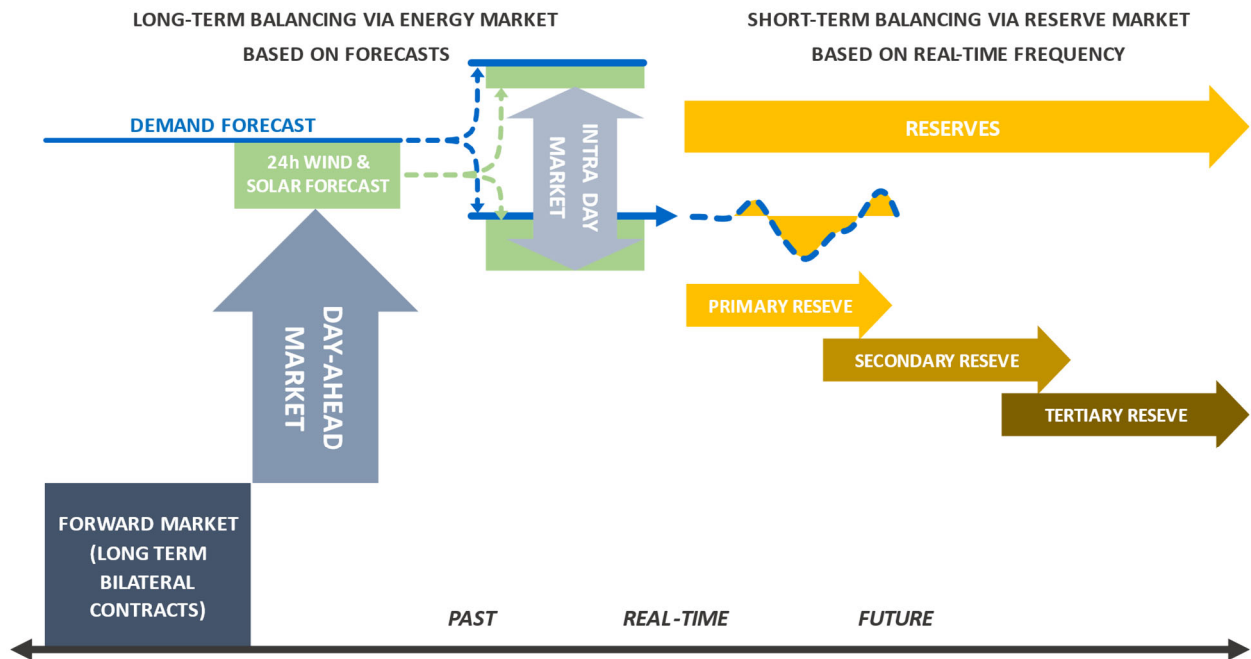 LONG-TERM BALANCING VIA ENERGY MARKET
BASED ON FORECASTS
SHORT-TERM BALANCING VIA RESERVE MARKET
BASED ON REAL-TIME FREQUENCY
DEMAND FORECAST
24h WIND &
SOLAR FORECAST
INTRA DAY
MARKET
RESERVES
PRIMARY RESEVE
SECONDARY RESEVE
TERTIARY RESEVE
DAY-AHEAD
MARKET
FORWARD MARKET
(LONG TERM
BILATERAL
CONTRACTS)
PAST
REAL-TIME
FUTURE